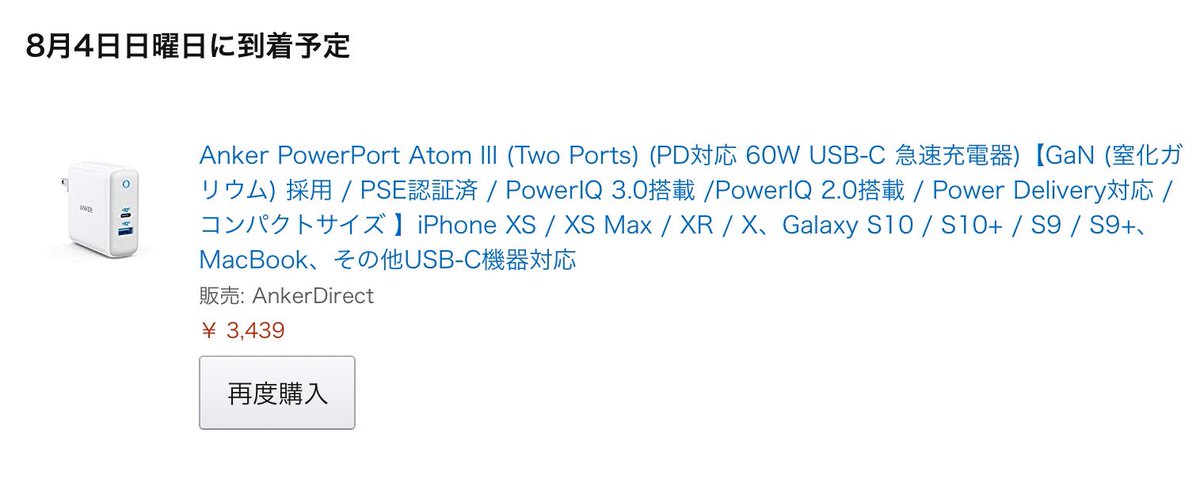 8月4日日曜日に到着予定
Anker PowerPort Atom III (Two Ports) (PD対応 60W USB-C 急速充電器)【GaN (窒化ガ
リウム) 採用 / PSE認証済 / PowerIQ 3.0搭載 /PowerIQ 2.0搭載 / Power Delivery対応 /
コンパクトサイズ 】iPhone XS / XS Max / XR / X、Galaxy S10 / S10+ / S9 / S9+、
MacBook、その他USB-C機器対応
ANKER
販売: AnkerDirect
￥ 3,439
再度購入